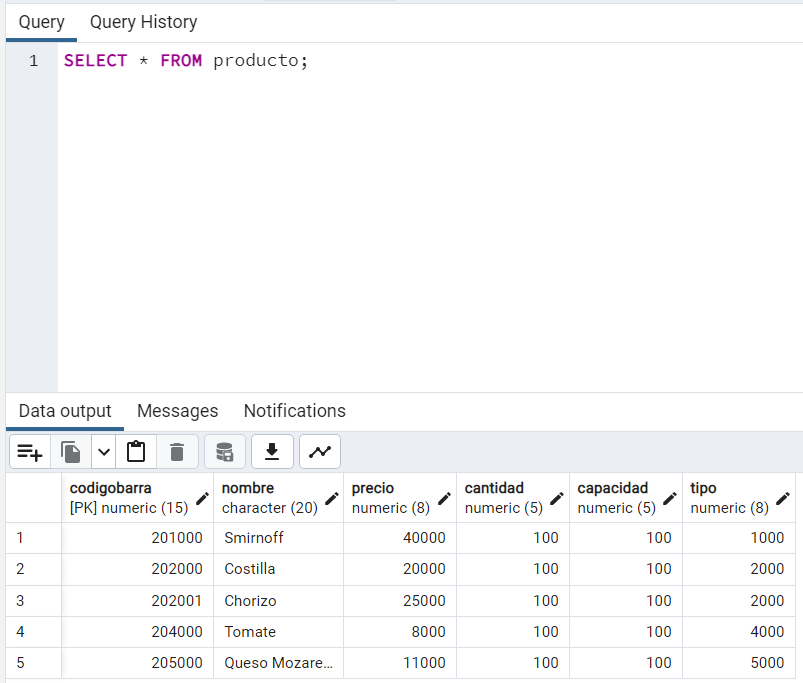 Query Query History
1 SELECT * FROM producto;
Data output Messages Notifications
codigobarra nombre precio cantidad capacidad tipo
[PK] numeric (15) character (20) numeric (8) numeric (5) numeric (5) numeric (8)
1 201000 Smirnoff 40000 100 100 1000
2 202000 Costilla 20000 100 100 2000
3 202001 Chorizo 25000 100 100 2000
4 204000 Tomate 8000 100 100 4000
5 205000 Queso Mozare... 11000 100 100 5000